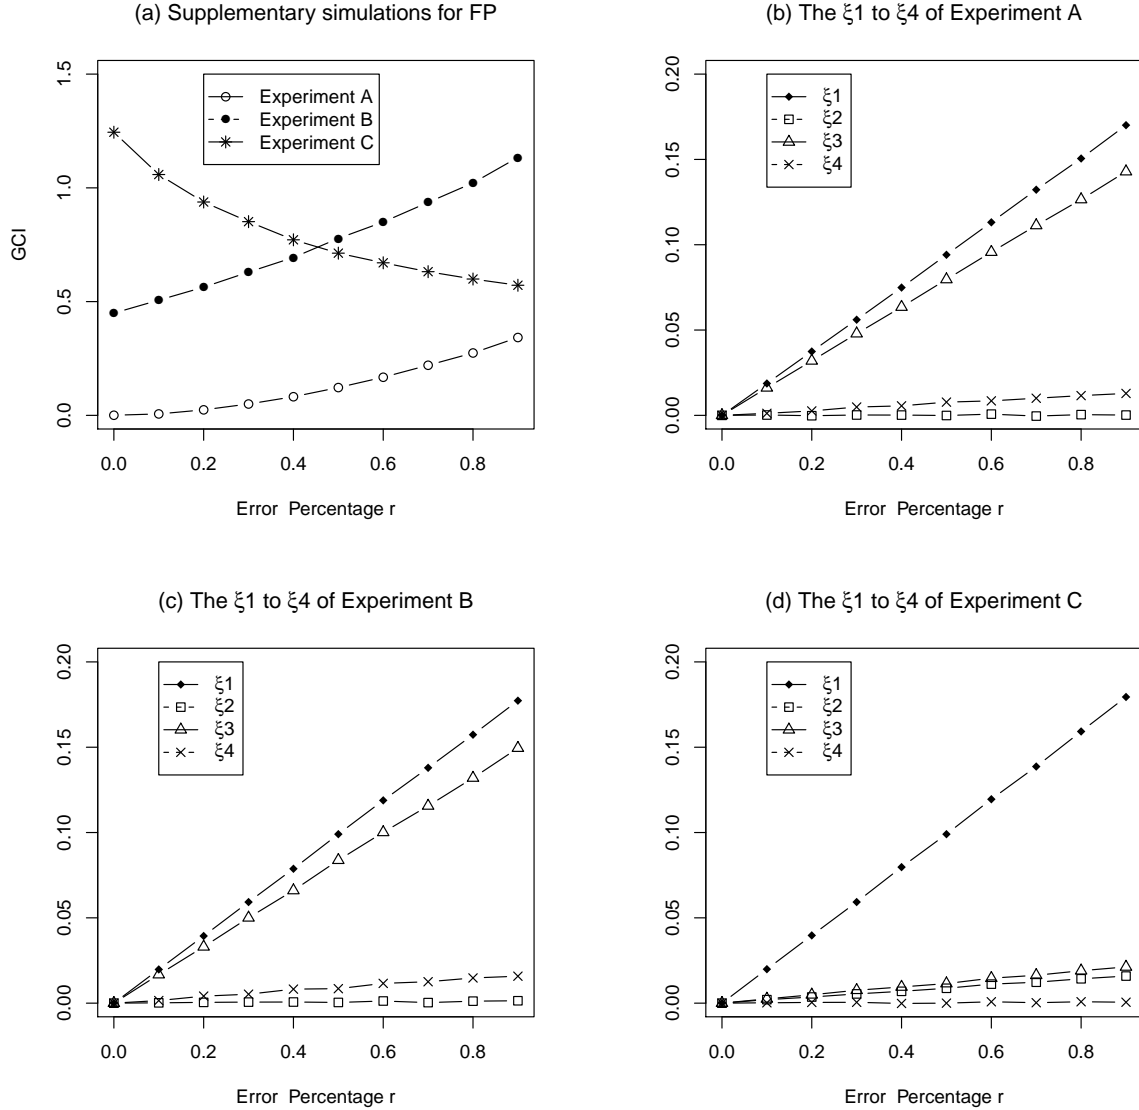 (a) Supplementary simulations for FP
GCI
1.5
1.0
0.5
0.0
Experiment A
Experiment B
Experiment C
0.0 0.2 0.4 0.6 0.8
Error Percentage r
(b) The ξ1 to ξ4 of Experiment A
0.20
0.15
0.10
0.05
0.00
ξ1
ξ2
ξ3
ξ4
0.0 0.2 0.4 0.6 0.8
Error Percentage r
(c) The ξ1 to ξ4 of Experiment B
0.20
0.15
0.10
0.05
0.00
ξ1
ξ2
ξ3
ξ4
0.0 0.2 0.4 0.6 0.8
Error Percentage r
(d) The ξ1 to ξ4 of Experiment C
0.20
0.15
0.10
0.05
0.00
ξ1
ξ2
ξ3
ξ4
0.0 0.2 0.4 0.6 0.8
Error Percentage r